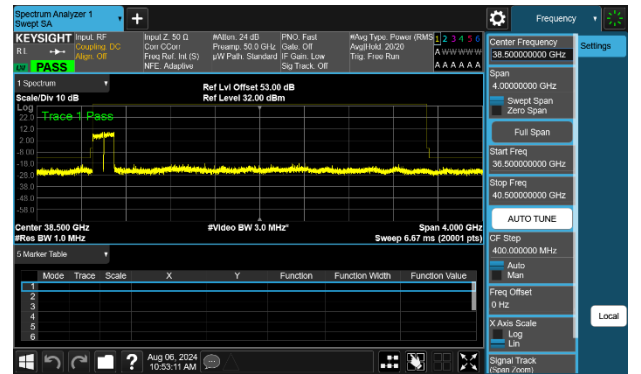 Spectrum Analyzer 1
Swept SA
+
Frequency
KEYSIGHT
Input: RF
Coupling: DC
Align: Off
Input Z: 50 Ω
Corr CCorr
Freq Ref: Int (S)
NFE: Adaptive
#Atten: 24 dB
Preamp: 50.0 GHz
µW Path: Standard
PNO: Fast
Gate: Off
IF Gain: Low
Sig Track: Off
#Avg Type: Power (RMS
Avg|Hold: 20/20
Trig: Free Run
1 2 3 4 5 6
A W W W W W
A A A A A A
PASS
1 Spectrum
Scale/Div 10 dB
Ref Lvl Offset 53.00 dB
Ref Level 32.00 dBm
Log
Trace 1 Pass
22.0
12.0
2.00
-8.00
-18.0
-28.0
-38.0
-48.0
-58.0
Center 38.500 GHz
#Res BW 1.0 MHz
#Video BW 3.0 MHz*
Span 4.000 GHz
Sweep 6.67 ms (20001 pts)
5 Marker Table
Mode Trace Scale X Y Function Function Width Function Value
1
2
3
4
5
6
Aug 06, 2024
10:53:11 AM
Center Frequency
38.500000000 GHz
Settings
Span
4.00000000 GHz
Swept Span
Zero Span
Full Span
Start Freq
36.500000000 GHz
Stop Freq
40.500000000 GHz
AUTO TUNE
CF Step
400.000000 MHz
Auto
Man
Freq Offset
0 Hz
X Axis Scale
Log
Lin
Local
Signal Track
(Span Zoom)